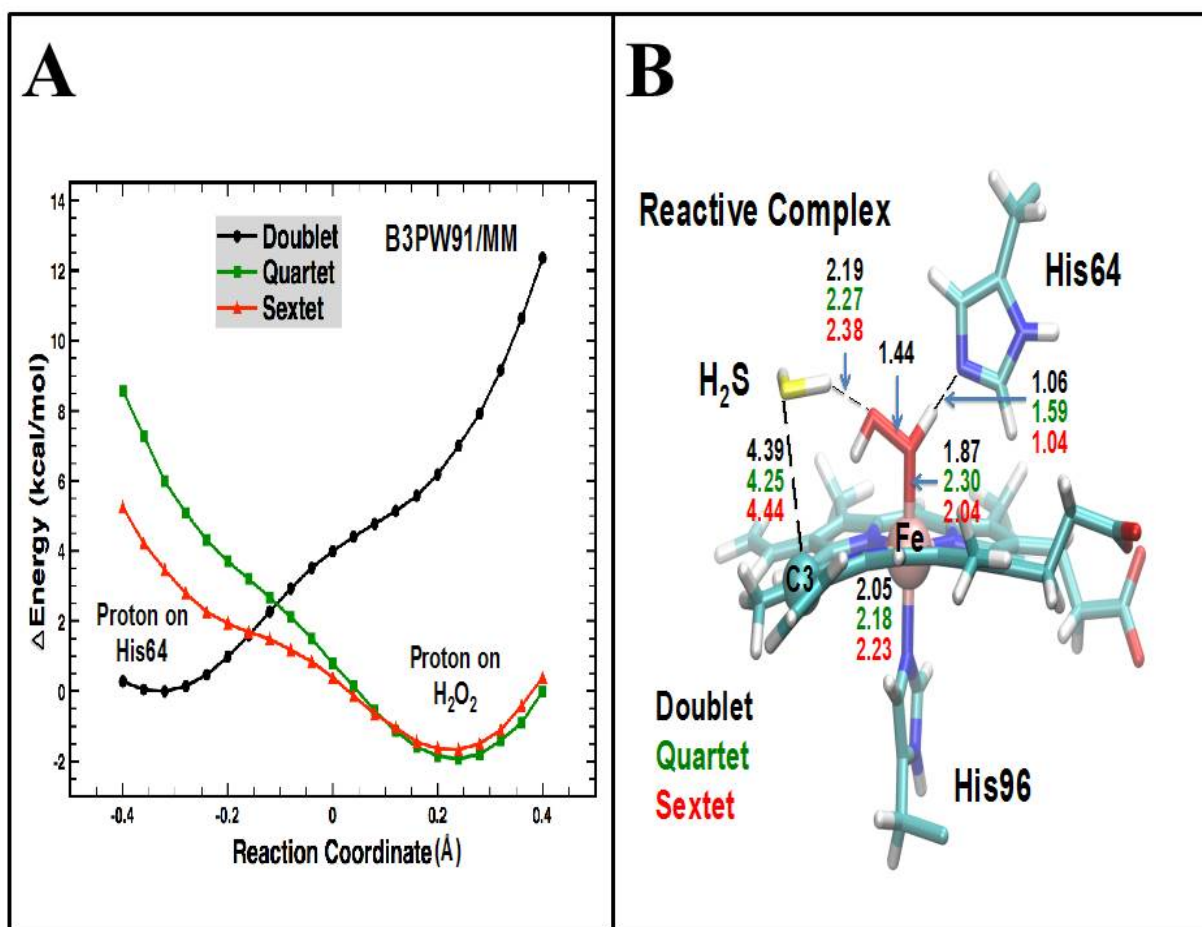 A
14
12
10
8
6
4
2
0
-2
ΔEnergy (kcal/mol)
Doublet
Quartet
Sextet
B3PW91/MM
Proton on
His64
Proton on
H₂O₂
-0.4
-0.2
0
0.2
0.4
Reaction Coordinate(Å)
B
Reactive Complex
His64
2.19
2.27
2.38
1.44
H₂S
1.06
1.59
1.04
4.39
4.25
4.44
1.87
2.30
2.04
Fe
C3
2.05
2.18
2.23
Doublet
Quartet
Sextet
His96